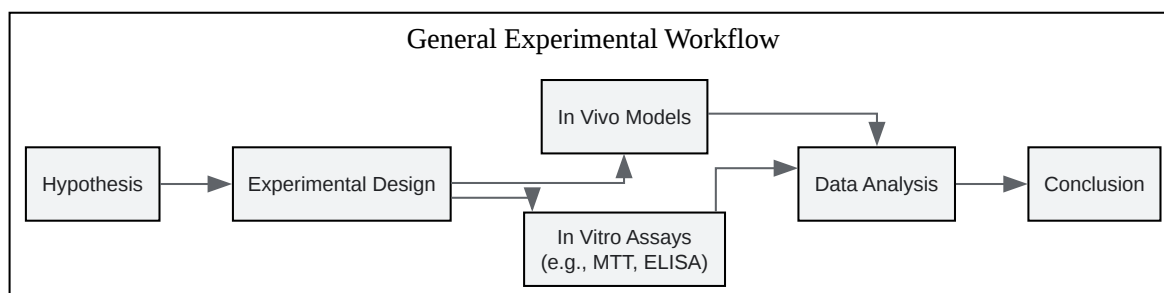 General Experimental Workflow
Hypothesis
Experimental Design
In Vivo Models
In Vitro Assays
(e.g., MTT, ELISA)
Data Analysis
Conclusion